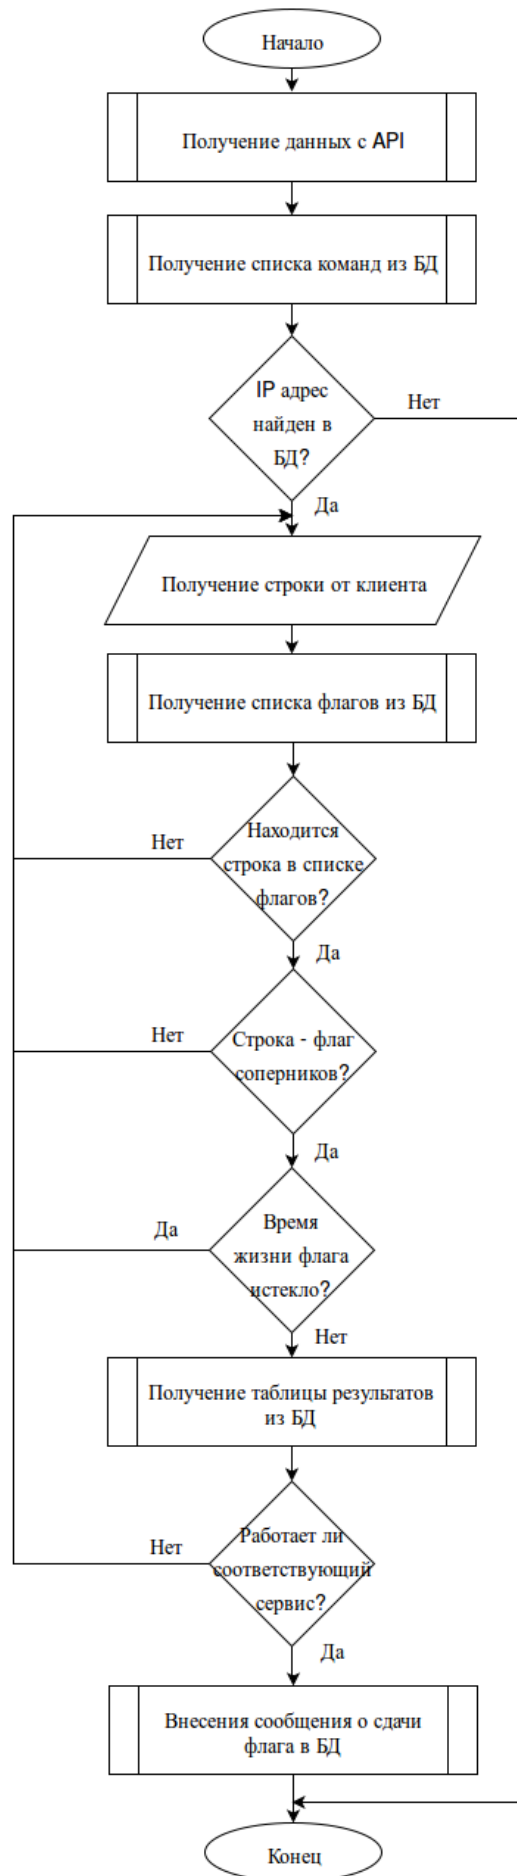 Начало
Получение данных с API
Получение списка команд из БД
IP адрес
найден в
БД?
Нет
Да
Получение строки от клиента
Получение списка флагов из БД
Находится
строка в списке
флагов?
Нет
Да
Строка - флаг
соперников?
Нет
Да
Время
жизни флага
истекло?
Да
Нет
Получение таблицы результатов
из БД
Работает ли
соответствующий
сервис?
Нет
Да
Внесения сообщения о сдачи
флага в БД
Конец